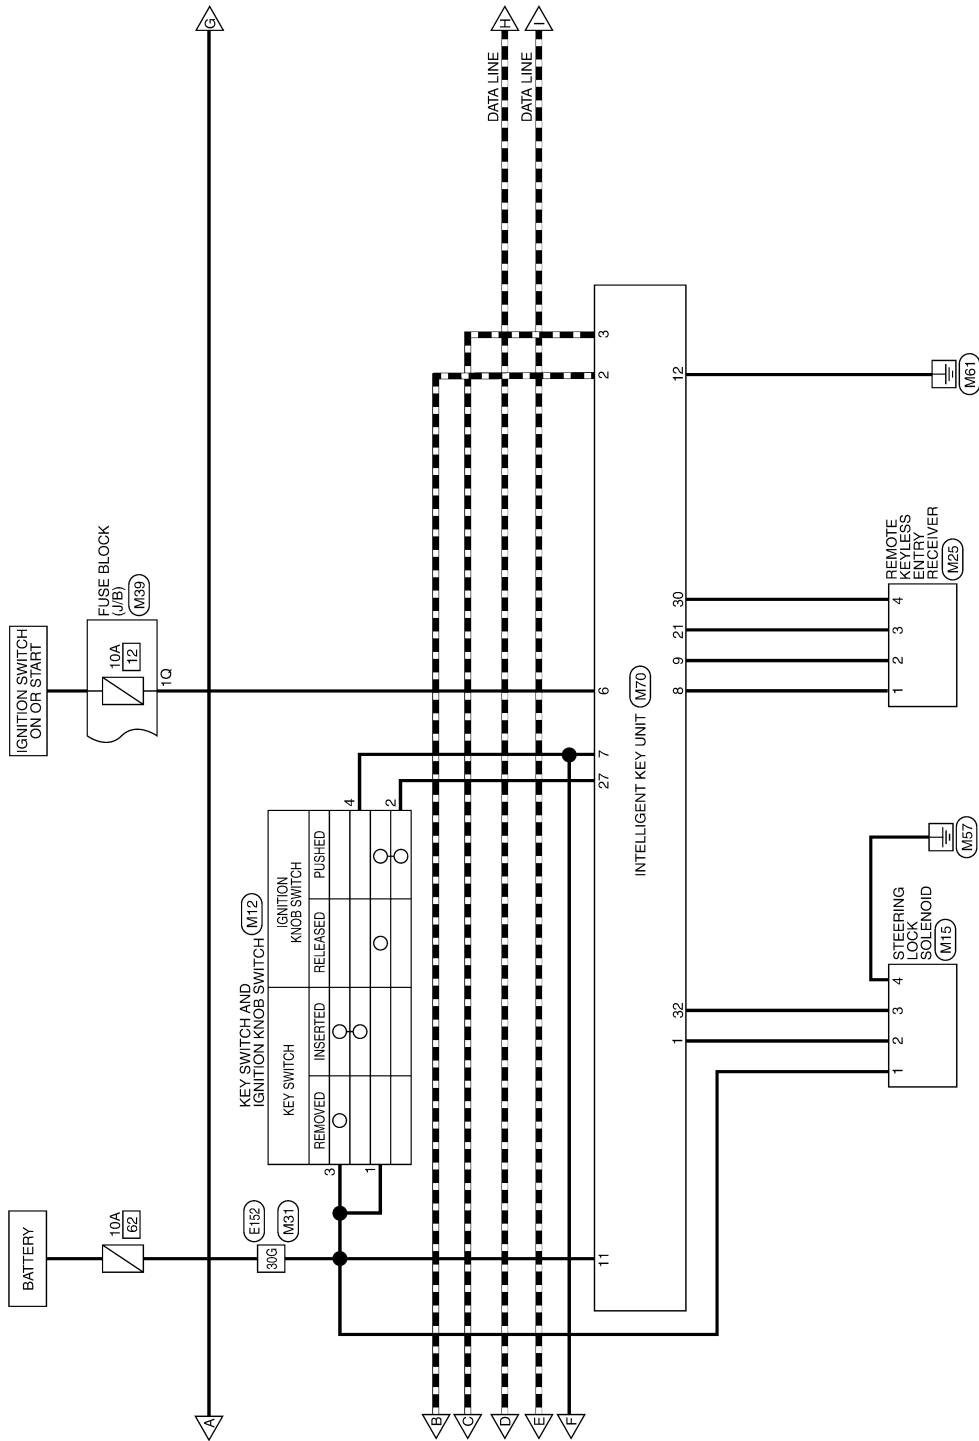 BATTERY
10A
62
30G
E152
M31
IGNITION SWITCH
ON OR START
FUSE BLOCK
(J/B)
M39
10A
12
1Q
A
G
KEY SWITCH AND
IGNITION KNOB SWITCH
M12
KEY SWITCH
IGNITION
KNOB SWITCH
REMOVED
INSERTED
RELEASED
PUSHED
3
4
1
2
B
C
D
H
DATA LINE
E
I
DATA LINE
F
11
27
7
6
2
3
INTELLIGENT KEY UNIT
M70
1
32
8
9
21
30
12
1
2
3
4
STEERING
LOCK
SOLENOID
M15
M57
1
2
3
4
REMOTE
KEYLESS
ENTRY
RECEIVER
M25
M61